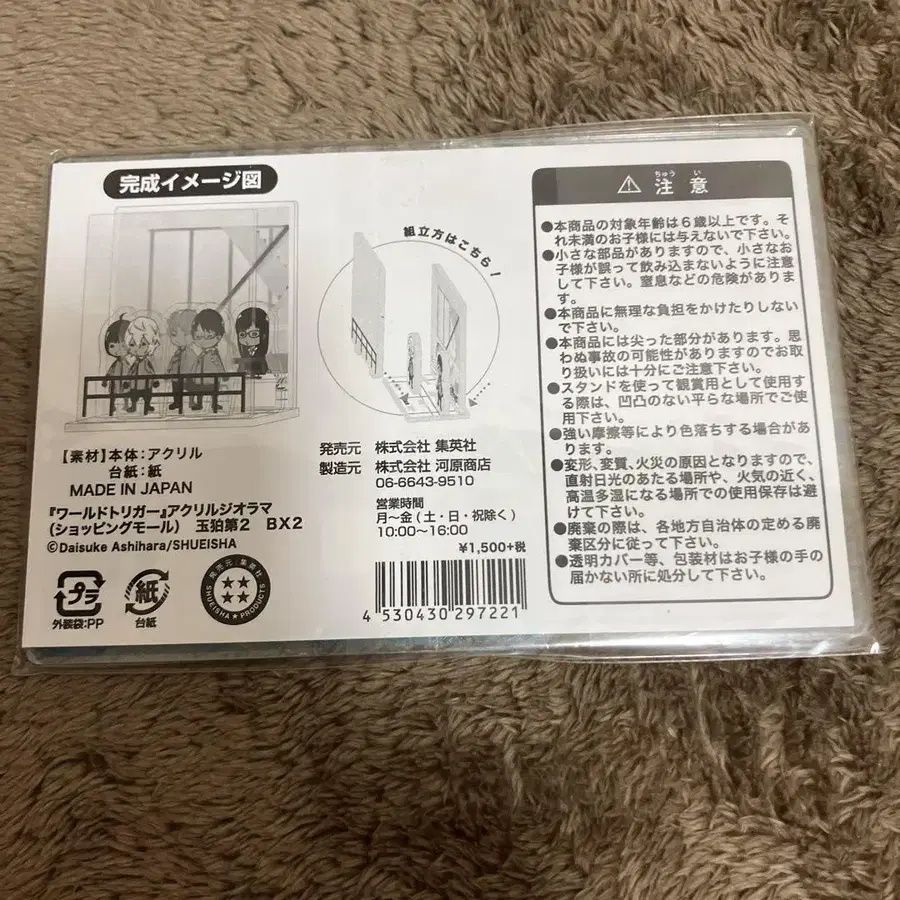 完成イメージ図
組立方はこちら!
【素材】本体:アクリル
台紙:紙
MADE IN JAPAN
『ワールドトリガー』アクリルジオラマ
(ショッピングモール) 玉狛第2 BX2
©Daisuke Ashihara/SHUEISHA
プラ
外装袋:PP
紙
台紙
発売元 集英社
SHUEISHA★PRODUCTS
発売元 株式会社 集英社
製造元 株式会社 河原商店
06-6643-9510
営業時間
月~金(土・日・祝除く)
10:00~16:00
¥1,500+税
4 530430 297221
ちゅう い
注意
●本商品の対象年齢は6歳以上です。そ
れ未満のお子様には与えないで下さい。
●小さな部品がありますので、小さなお
子様が誤って飲み込まないように注意
して下さい。窒息などの危険がありま
す。
●本商品に無理な負担をかけたりしない
で下さい。
●本商品には尖った部分があります。思
わぬ事故の可能性がありますのでお取
り扱いには十分にご注意下さい。
●スタンドを使って観賞用として使用す
る際は、凹凸のない平らな場所でご使
用下さい。
●強い摩擦等により色落ちする場合があ
ります。
●変形、変質、火災の原因となりますので、
直射日光のあたる場所や、火気の近く、
高温多湿になる場所での使用保存は避
けて下さい。
●廃棄の際は、各地方自治体の定める廃
棄区分に従って下さい。
●透明カバー等、包装材はお子様の手の
届かない所に処分して下さい。